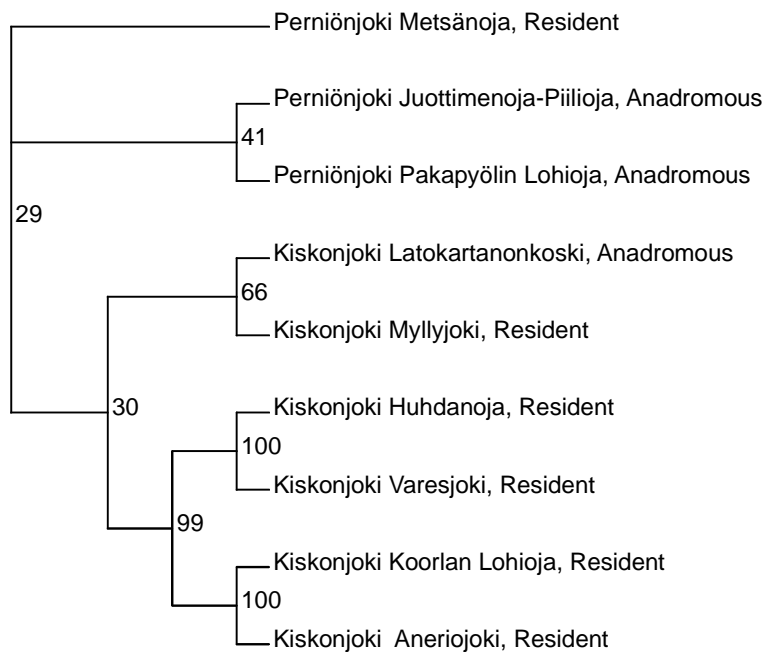 Perniönjoki Metsänoja, Resident
Perniönjoki Juottimenoja-Piilioja, Anadromous
41
Perniönjoki Pakapyölin Lohioja, Anadromous
29
Kiskonjoki Latokartanonkoski, Anadromous
66
Kiskonjoki Myllyjoki, Resident
30
Kiskonjoki Huhdanoja, Resident
100
Kiskonjoki Varesjoki, Resident
99
Kiskonjoki Koorlan Lohioja, Resident
100
Kiskonjoki  Aneriojoki, Resident